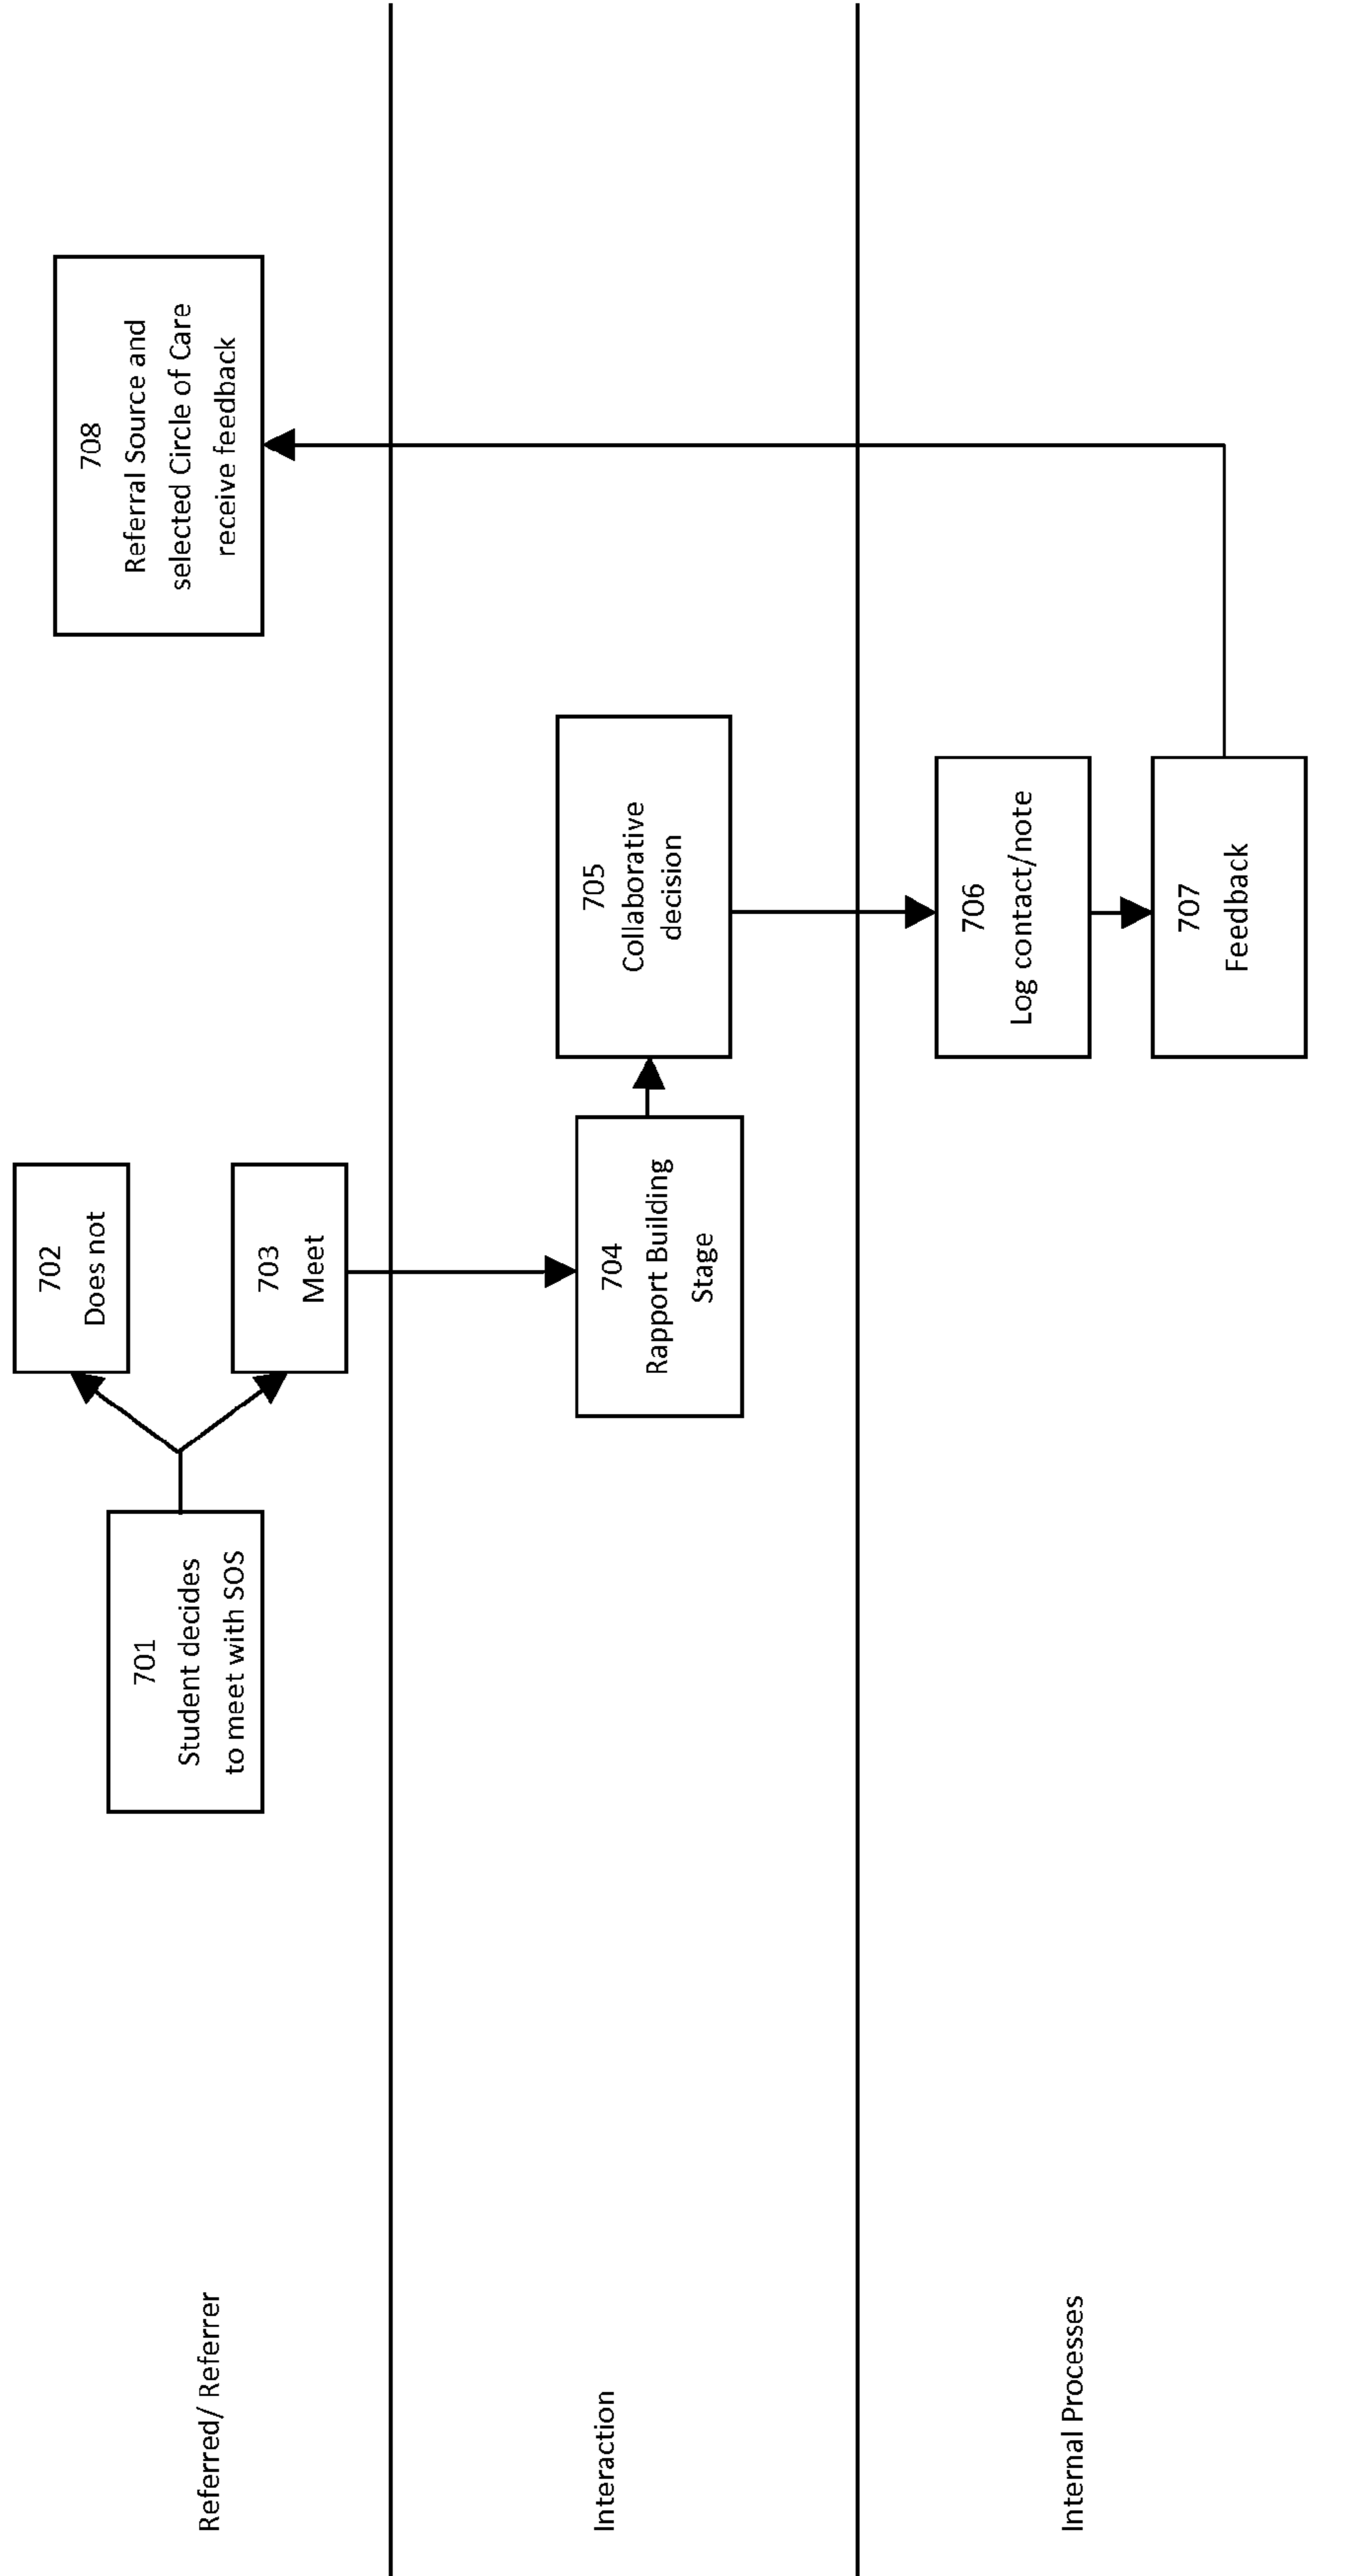 Referred/ Referrer
701
Student decides
to meet with SOS
702
Does not
703
Meet
708
Referral Source and
selected Circle of Care
receive feedback
Interaction
704
Rapport Building
Stage
705
Collaborative
decision
Internal Processes
706
Log contact/note
707
Feedback